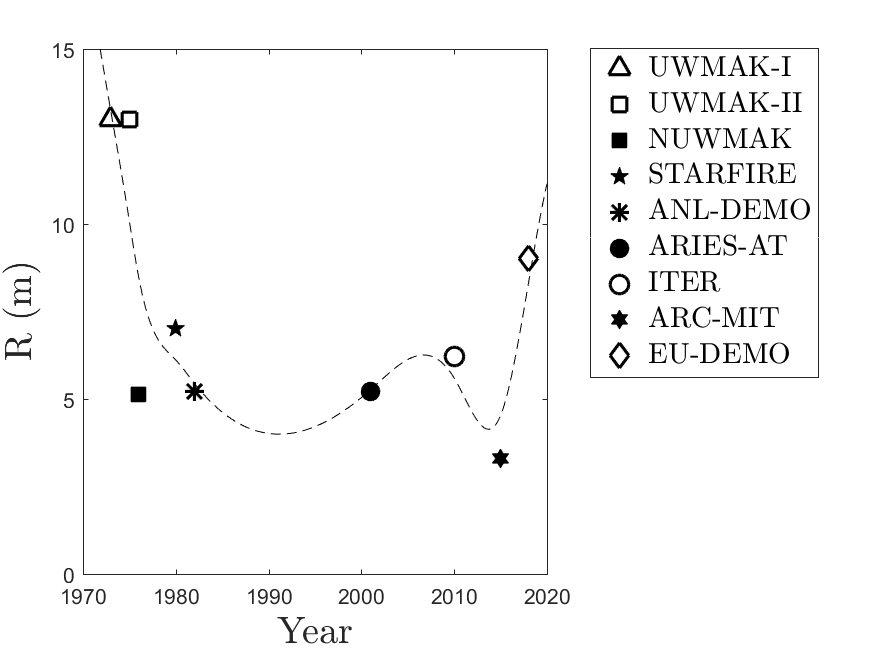 15
10
5
0
R (m)
1970 1980 1990 2000 2010 2020
Year
UWMAK-I
UWMAK-II
NUWMAK
STARFIRE
ANL-DEMO
ARIES-AT
ITER
ARC-MIT
EU-DEMO